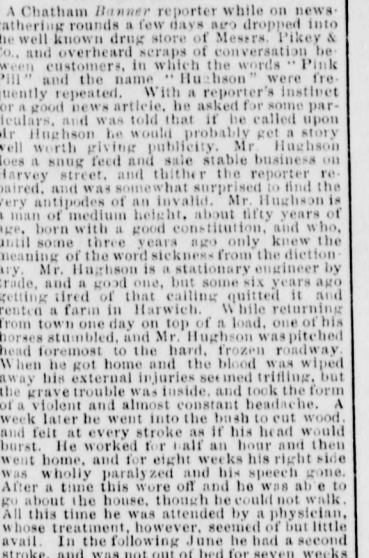 A Chatham Banner reporter while on news-
gathering rounds a few days ago dropped into
he well known drug store of Messrs. Pikey &
Co., and overheard scraps of conversation be-
ween customers, in which the words "Pink
Pill" and the name "Hughson" were fre-
quently repeated. With a reporter's instinct
or a good news article, he asked for some par-
iculars, and was told that if he called upon
Mr Hughson he would probably get a story
well worth giving publicity. Mr. Hughson
does a snug feed and sale stable business on
Harvey street, and thither the reporter re-
paired, and was somewhat surprised to find the
very antipodes of an invalid. Mr. Hughson is
a man of medium height, about fifty years of
age, born with a good constitution, and who,
until some three years ago only knew the
meaning of the word sickness from the diction-
ary. Mr. Hughson is a stationary engineer by
trade, and a good one, but some six years ago
getting tired of that calling quitted it and
rented a farm in Harwich. While returning
from town one day on top of a load, one of his
horses stumbled, and Mr. Hughson was pitched
head foremost to the hard, frozen roadway.
When he got home and the blood was wiped
away his external injuries seemed trifling, but
the grave trouble was inside, and took the form
of a violent and almost constant headache. A
week later he went into the bush to cut wood,
and felt at every stroke as if his head would
burst. He worked for half an hour and then
went home, and for eight weeks his right side
was wholly paralyzed and his speech gone.
After a time this wore off and he was able to
go about the house, though he could not walk.
All this time he was attended by a physician,
whose treatment, however, seemed of but little
avail. In the following June he had a second
stroke, and was not out of bed for seven weeks